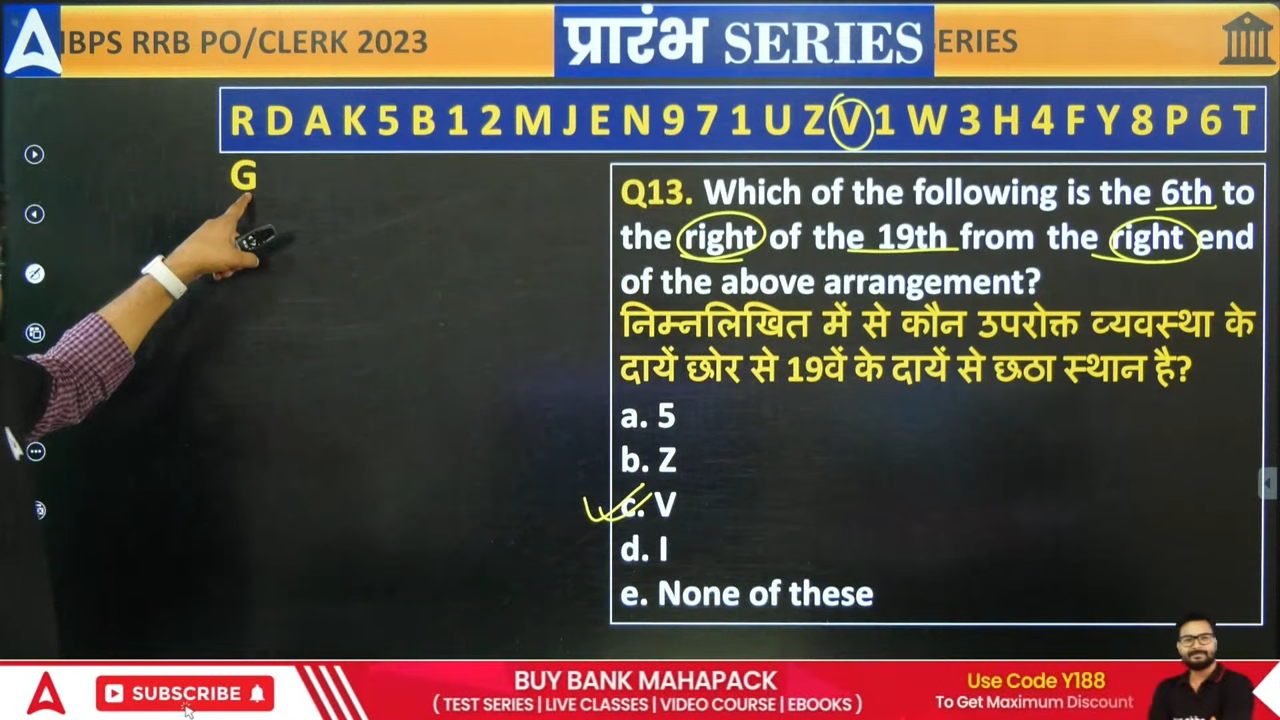 IBPS RRB PO/CLERK 2023
प्रारंभ SERIES
ERIES
R D A K 5 B 1 2 M J E N 9 7 1 U Z V 1 W 3 H 4 F Y 8 P 6 T
G
Q13. Which of the following is the 6th to
the right of the 19th from the right end
of the above arrangement?
निम्नलिखित में से कौन उपरोक्त व्यवस्था के
दायें छोर से 19वें के दायें से छठा स्थान है?
a. 5
b. Z
c. V
d. I
e. None of these
SUBSCRIBE
BUY BANK MAHAPACK
( TEST SERIES | LIVE CLASSES | VIDEO COURSE | EBOOKS )
Use Code Y188
To Get Maximum Discount